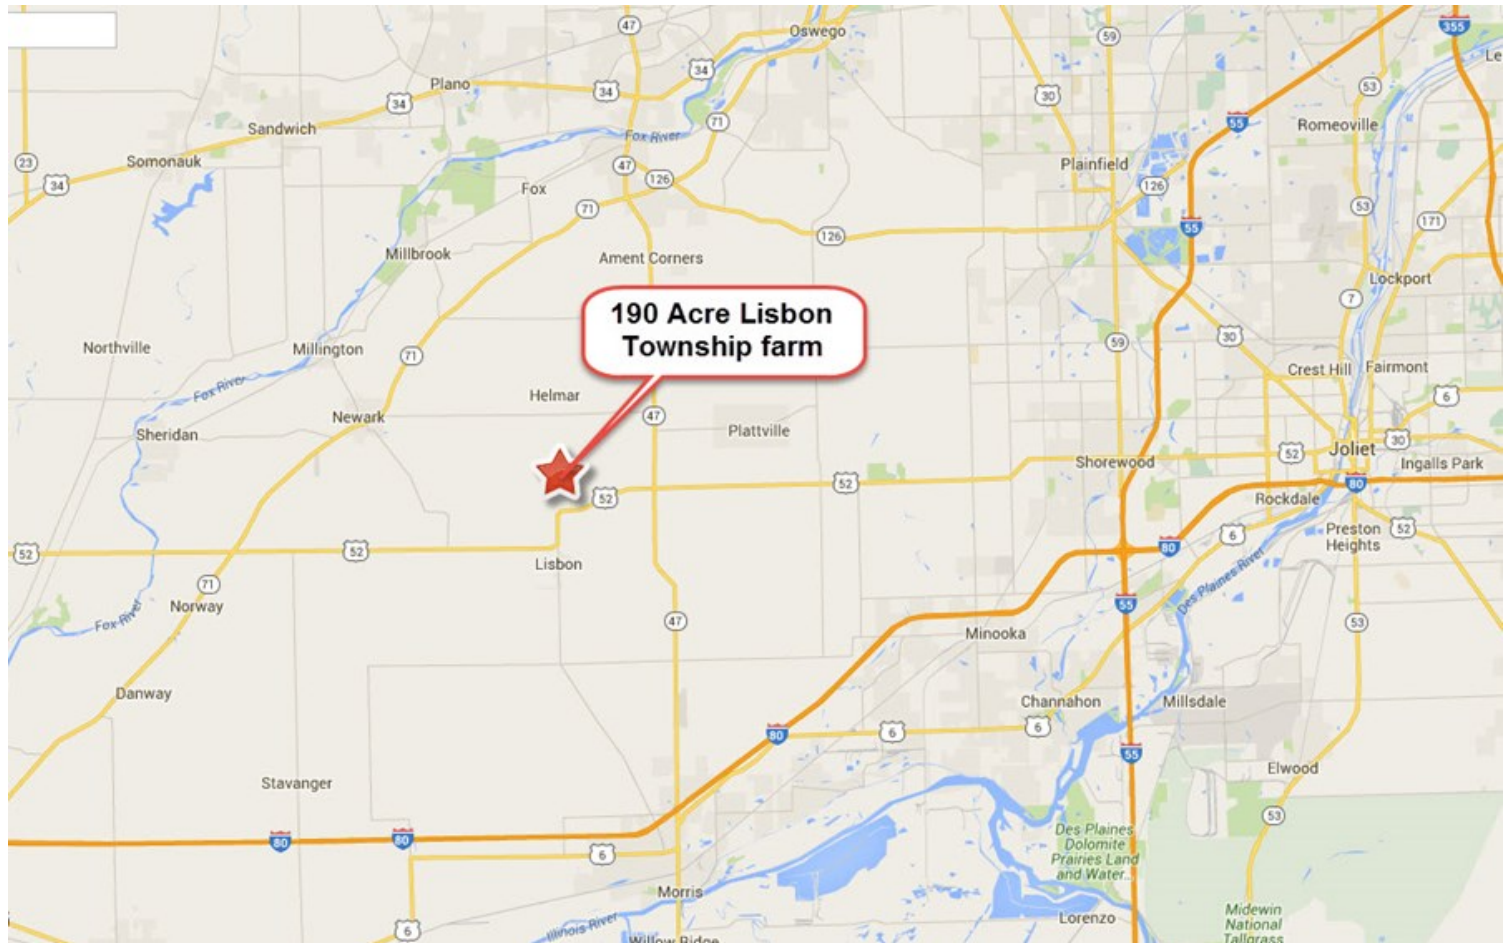 47
Oswego
59
355
Le
Plano
34
34
34
30
53
71
55
Romeoville
Sandwich
Fox River
23
Somonauk
34
47
126
Plainfield
126
Fox
71
53
171
55
126
Millbrook
Ament Corners
Lockport
7
190 Acre Lisbon
Township farm
Northville
Millington
71
59
30
Crest Hill
Fairmont
Fox River
Helmar
6
Newark
47
Plattville
Sheridan
30
Joliet
52
Shorewood
Ingalls Park
52
52
80
Rockdale
52
Preston
Heights
6
80
52
52
Lisbon
71
Norway
Fox River
Des Plaines River
55
47
53
Minooka
Danway
Channahon
Millsdale
6
6
80
55
Stavanger
Elwood
53
80
80
6
Des Plaines
Dolomite
Prairies Land
and Water...
Morris
Illinois River
6
Lorenzo
Midewin
National
Tallgrass
Willow Ridge